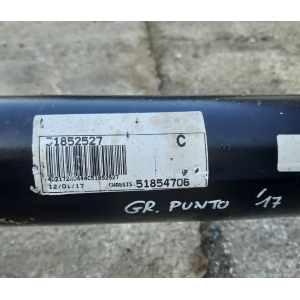 51852527 C
12/01/17 CHASSIS 51854706
GR. PUNTO '17